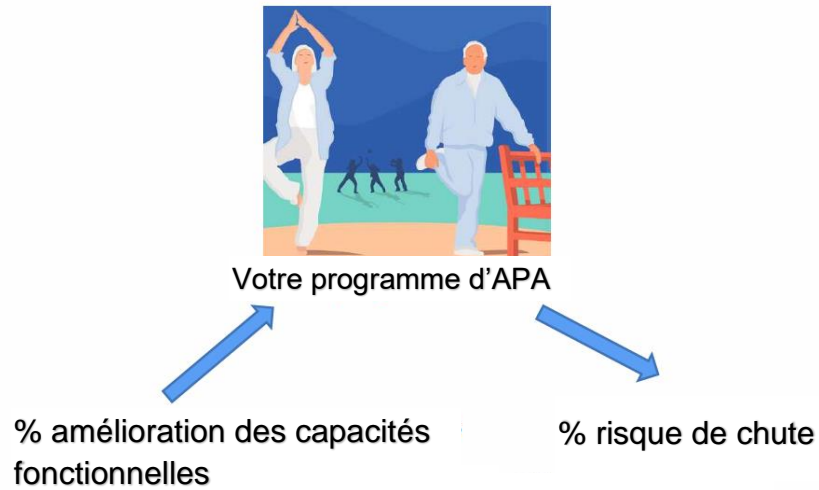 Votre programme d’APA
% amélioration des capacités
fonctionnelles
% risque de chute